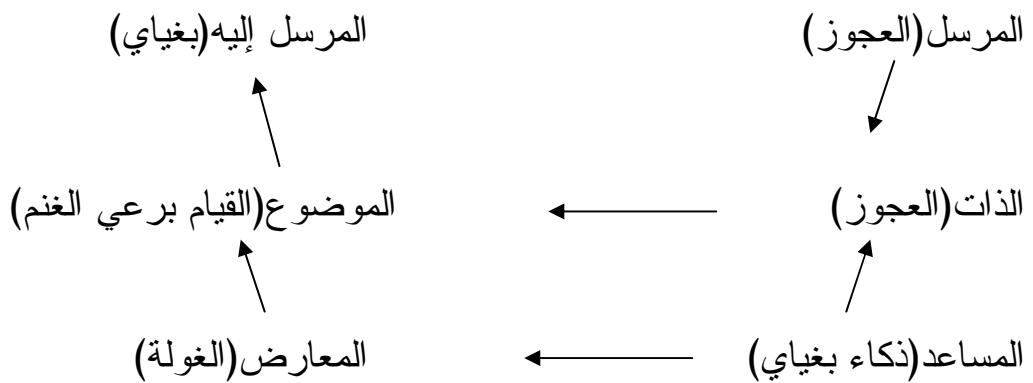 المرسل(العجوز) المرسل إليه(بغياي)
الذات(العجوز) الموضوع(القيام برعي الغنم)
المساعد(ذكاء بغياي) المعارض(الغولة)